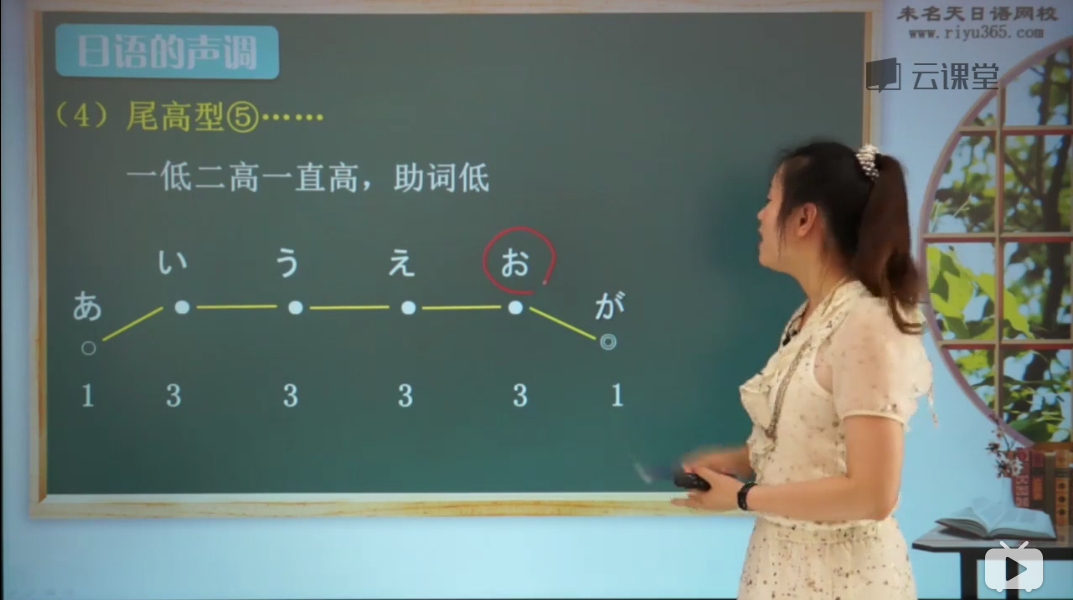 未名天日语网校
www.riyu365.com
云课堂
日语的声调
（4）尾高型⑤……
一低二高一直高，助词低
い う え お
あ が
1 3 3 3 3 1